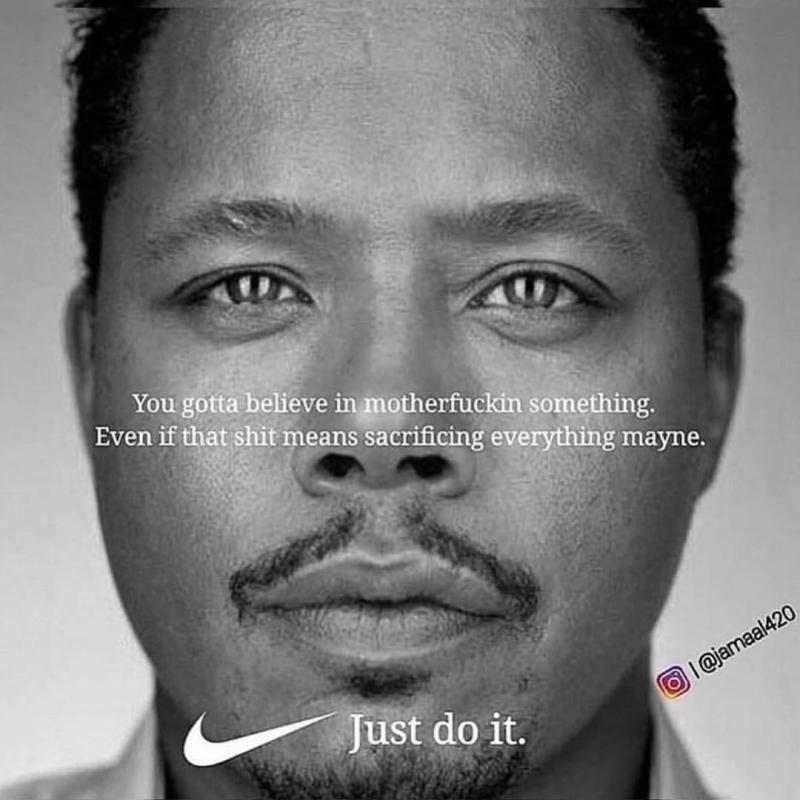 You gotta believe in motherfuckin something.
Even if that shit means sacrificing everything mayne.
| @jamaal420
Just do it.